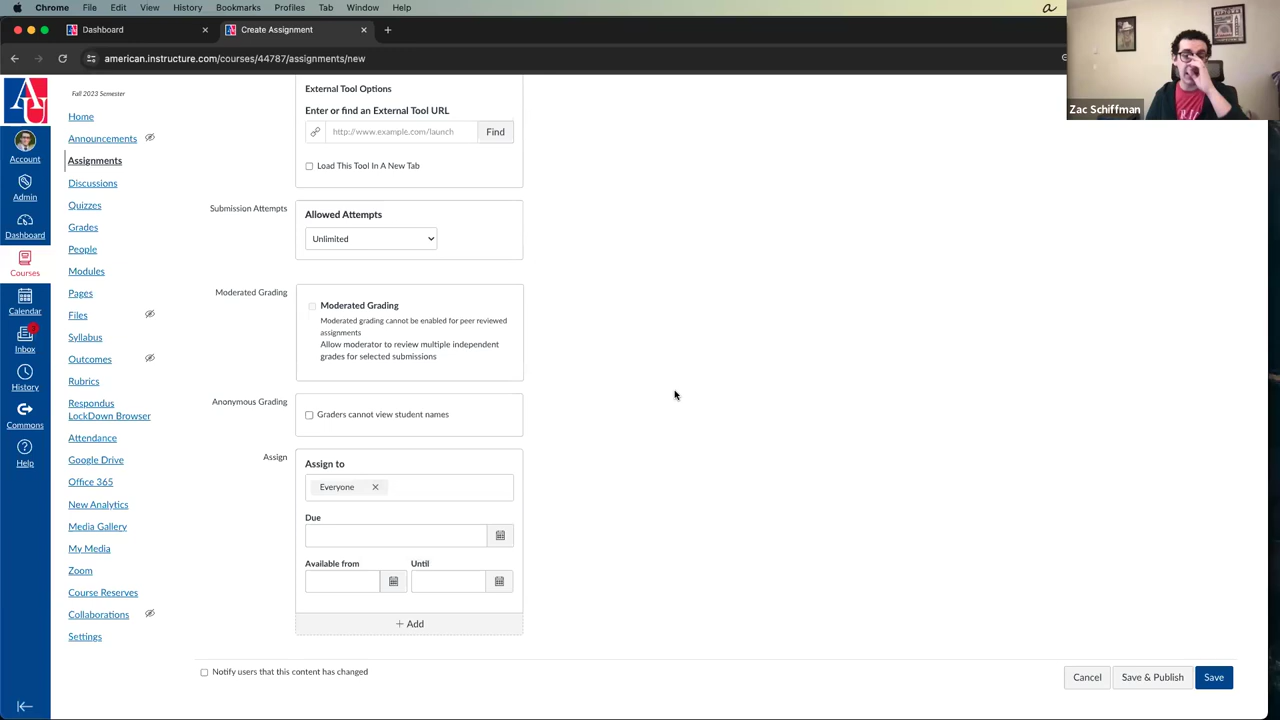 Chrome File Edit View History Bookmarks Profiles Tab Window Help
Dashboard
Create Assignment
american.instructure.com/courses/44787/assignments/new
Zac Schiffman
AU
Account
Admin
Dashboard
Courses
Calendar
Inbox
History
Commons
Help
Fall 2023 Semester
Home
Announcements
Assignments
Discussions
Quizzes
Grades
People
Modules
Pages
Files
Syllabus
Outcomes
Rubrics
Respondus
LockDown Browser
Attendance
Google Drive
Office 365
New Analytics
Media Gallery
My Media
Zoom
Course Reserves
Collaborations
Settings
External Tool Options
Enter or find an External Tool URL
http://www.example.com/launch Find
Load This Tool In A New Tab
Submission Attempts
Allowed Attempts
Unlimited
Moderated Grading
Moderated Grading
Moderated grading cannot be enabled for peer reviewed
assignments
Allow moderator to review multiple independent
grades for selected submissions
Anonymous Grading
Graders cannot view student names
Assign
Assign to
Everyone
Due
Available from Until
+ Add
Notify users that this content has changed
Cancel Save & Publish Save